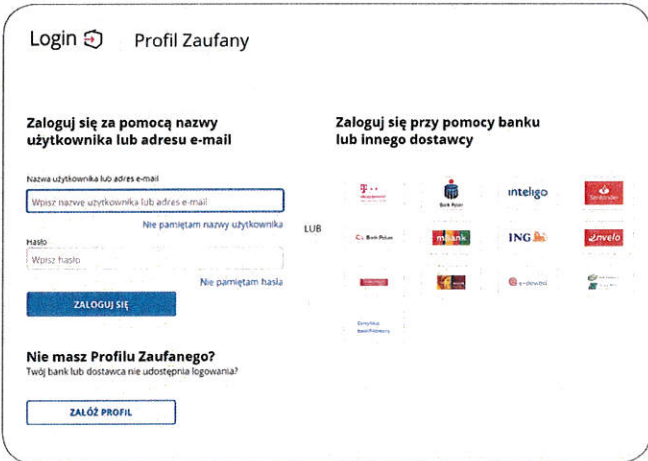 Login
Profil Zaufany
Zaloguj się za pomocą nazwy
użytkownika lub adresu e-mail
Nazwa użytkownika lub adres e-mail
Wpisz nazwę użytkownika lub adres e-mail
Nie pamiętam nazwy użytkownika
Hasło
Wpisz hasło
Nie pamiętam hasła
ZALOGUJ SIĘ
Nie masz Profilu Zaufanego?
Twój bank lub dostawca nie udostępnia logowania?
ZAŁÓŻ PROFIL
LUB
Zaloguj się przy pomocy banku
lub innego dostawcy
Bank Polski
inteligo
Santander
Bank Pekao
mBank
ING
envelo
e-dowód